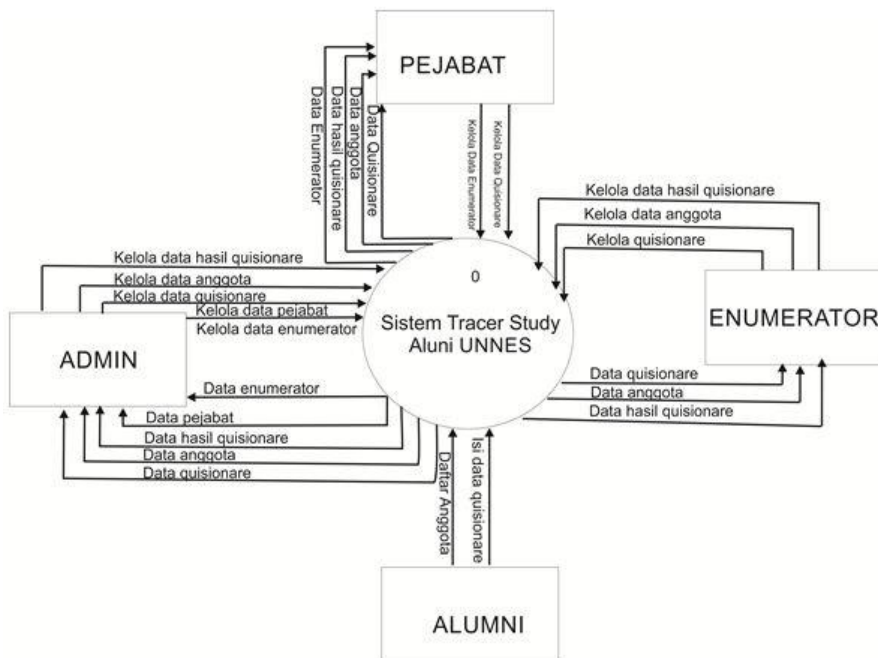 PEJABAT
Data Enumerator
Data hasil quisionare
Data anggota
Data Quisionare
Kelola Data Enumerator
Kelola Data Quisionare
Kelola data hasil quisionare
Kelola data anggota
Kelola quisionare
ENUMERATOR
Kelola data hasil quisionare
Kelola data anggota
Kelola data quisionare
Kelola data pejabat
Kelola data enumerator
ADMIN
0
Sistem Tracer Study
Aluni UNNES
Data quisionare
Data anggota
Data hasil quisionare
Data enumerator
Data pejabat
Data hasil quisionare
Data anggota
Data quisionare
Daftar Anggota
Isi data quisionare
ALUMNI